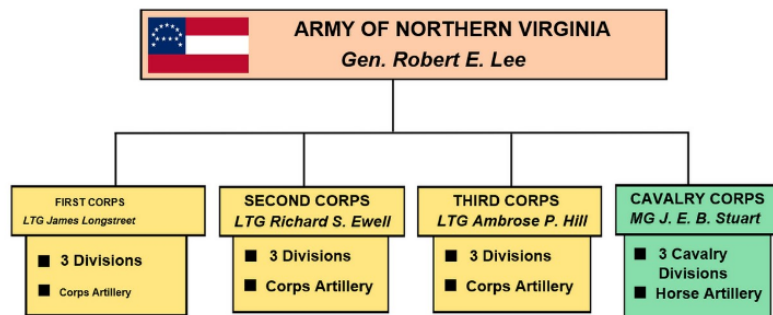 ARMY OF NORTHERN VIRGINIA
Gen. Robert E. Lee
FIRST CORPS
LTG James Longstreet
■ 3 Divisions
■ Corps Artillery
SECOND CORPS
LTG Richard S. Ewell
■ 3 Divisions
■ Corps Artillery
THIRD CORPS
LTG Ambrose P. Hill
■ 3 Divisions
■ Corps Artillery
CAVALRY CORPS
MG J. E. B. Stuart
■ 3 Cavalry
Divisions
■ Horse Artillery